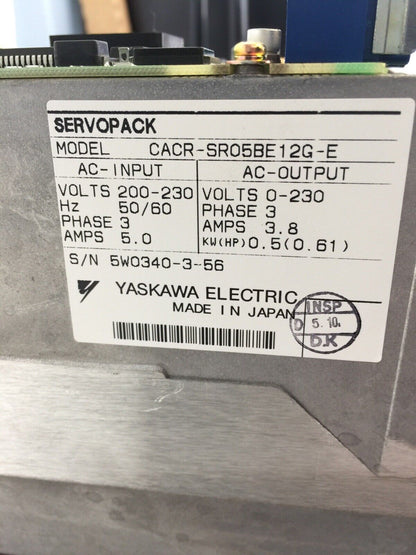 SERVOPACK
MODEL CACR-SR05BE12G-E
AC-INPUT AC-OUTPUT
VOLTS 200-230 VOLTS 0-230
Hz 50/60 PHASE 3
PHASE 3 AMPS 3.8
AMPS 5.0 KW(HP) 0.5(0.61)
S/N 5W0340-3-56
YASKAWA ELECTRIC
MADE IN JAPAN
INSP
D 5.10.
D.K